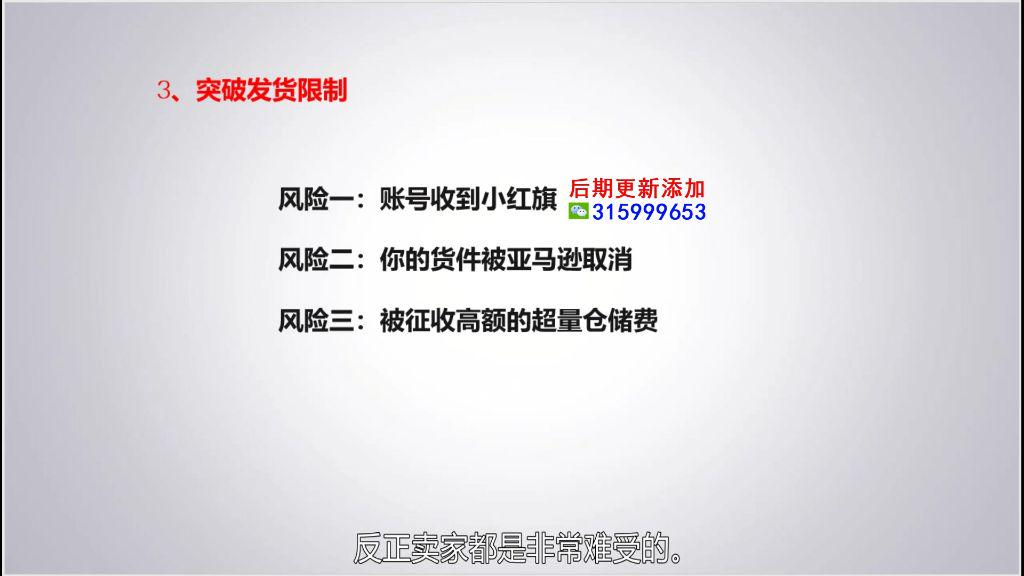 3、突破发货限制
风险一：账号收到小红旗
后期更新添加
315999653
风险二：你的货件被亚马逊取消
风险三：被征收高额的超量仓储费
反正卖家都是非常难受的。